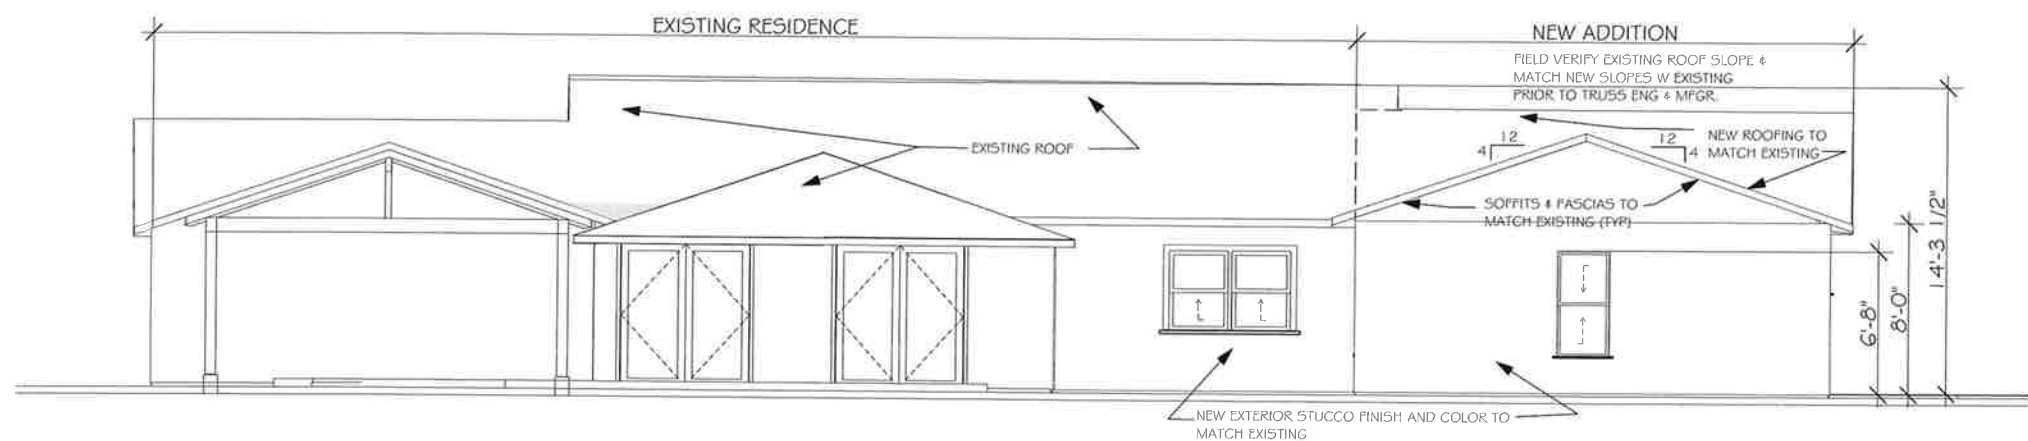 EXISTING RESIDENCE
NEW ADDITION
FIELD VERIFY EXISTING ROOF SLOPE &
MATCH NEW SLOPES W EXISTING
PRIOR TO TRUSS ENG & MFGR.
EXISTING ROOF
12
4
12
4
NEW ROOFING TO
MATCH EXISTING
SOFFITS & FASCIAS TO
MATCH EXISTING (TYP)
6'-8"
8'-0"
14'-3 1/2"
NEW EXTERIOR STUCCO FINISH AND COLOR TO
MATCH EXISTING